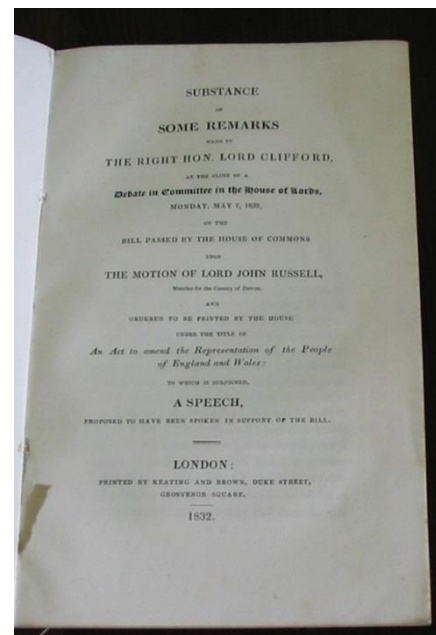 SUBSTANCE
OF
SOME REMARKS
MADE BY
THE RIGHT HON. LORD CLIFFORD,
AT THE CLOSE OF A
Debate in Committee in the House of Lords,
MONDAY, MAY 7, 1832,
ON THE
BILL PASSED BY THE HOUSE OF COMMONS
UPON
THE MOTION OF LORD JOHN RUSSELL,
Member for the County of Devon,
AND
ORDERED TO BE PRINTED BY THE HOUSE
UNDER THE TITLE OF
An Act to amend the Representation of the People
of England and Wales:
TO WHICH IS SUBJOINED,
A SPEECH,
PROPOSED TO HAVE BEEN SPOKEN IN SUPPORT OF THE BILL.
LONDON:
PRINTED BY KEATING AND BROWN, DUKE STREET,
GROSVENOR SQUARE.
1832.